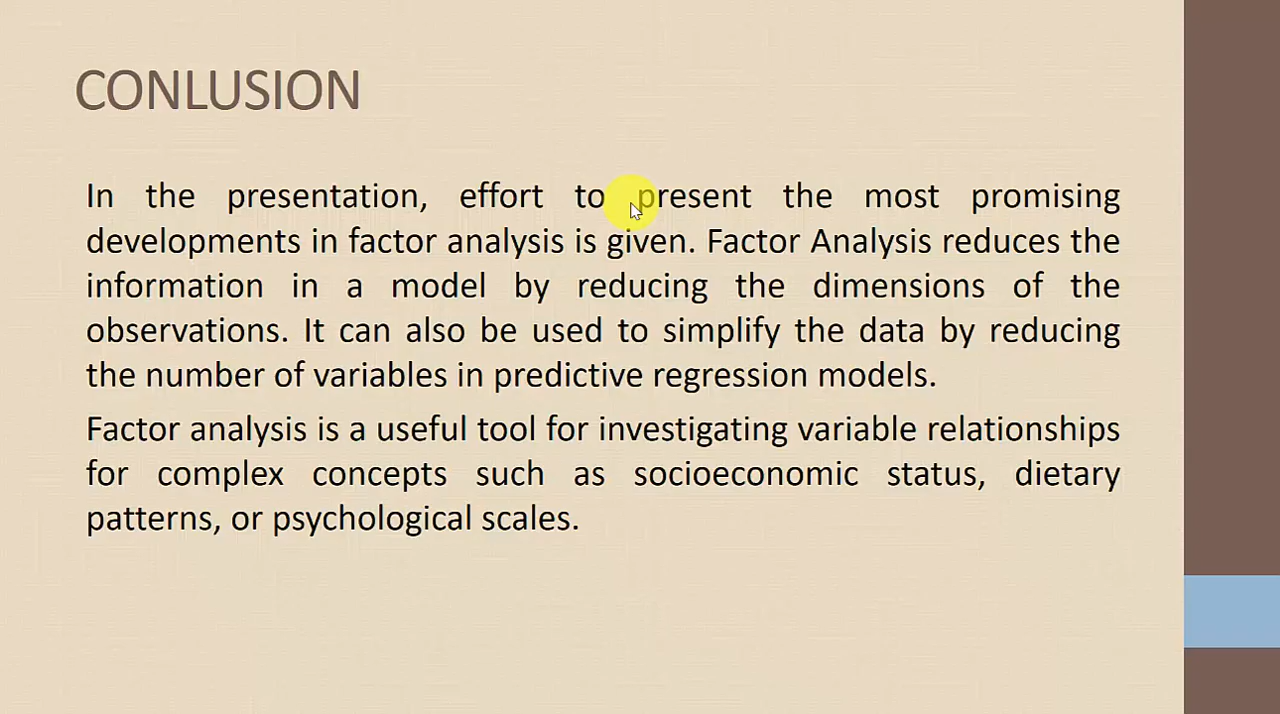 CONLUSION
In the presentation, effort to present the most promising
developments in factor analysis is given. Factor Analysis reduces the
information in a model by reducing the dimensions of the
observations. It can also be used to simplify the data by reducing
the number of variables in predictive regression models.
Factor analysis is a useful tool for investigating variable relationships
for complex concepts such as socioeconomic status, dietary
patterns, or psychological scales.